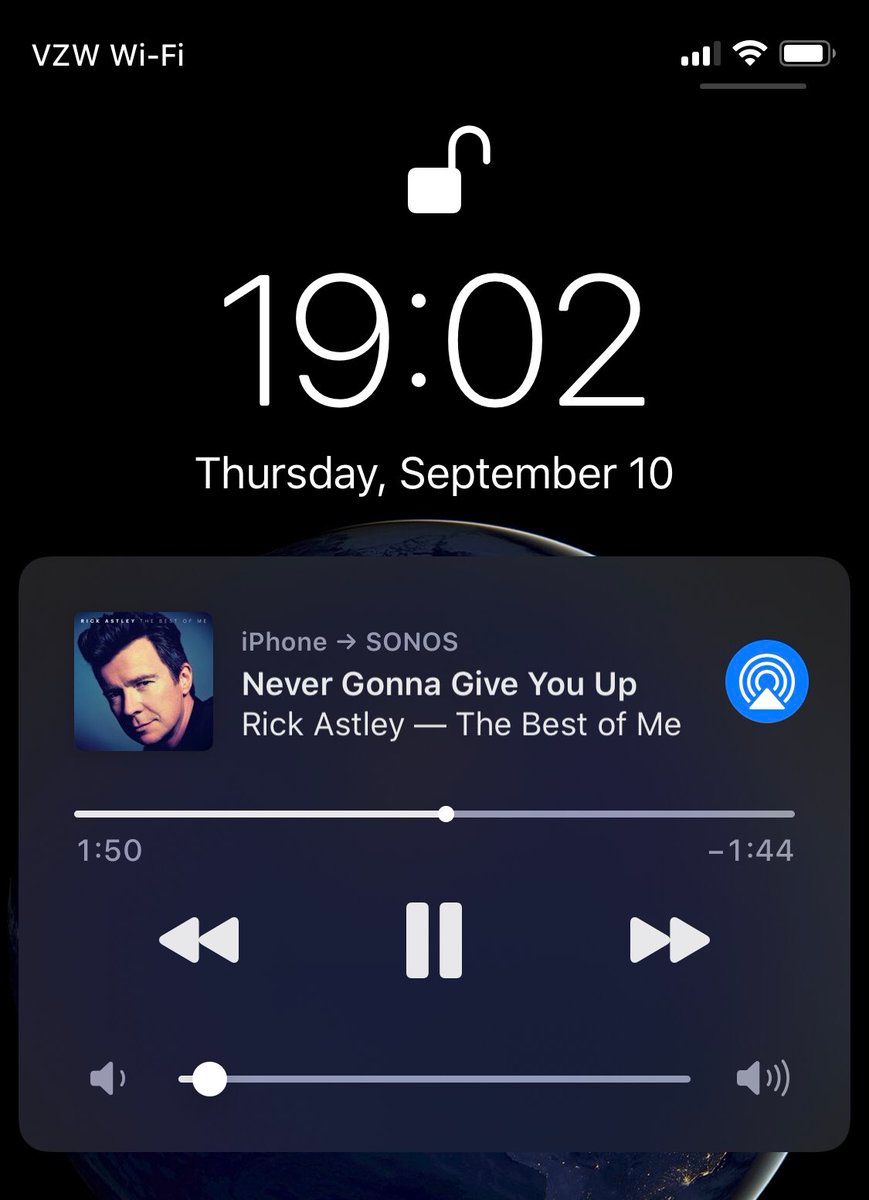 VZW Wi-Fi
19:02
Thursday, September 10
RICK ASTLEY THE BEST OF ME
iPhone → SONOS
Never Gonna Give You Up
Rick Astley — The Best of Me
1:50
−1:44